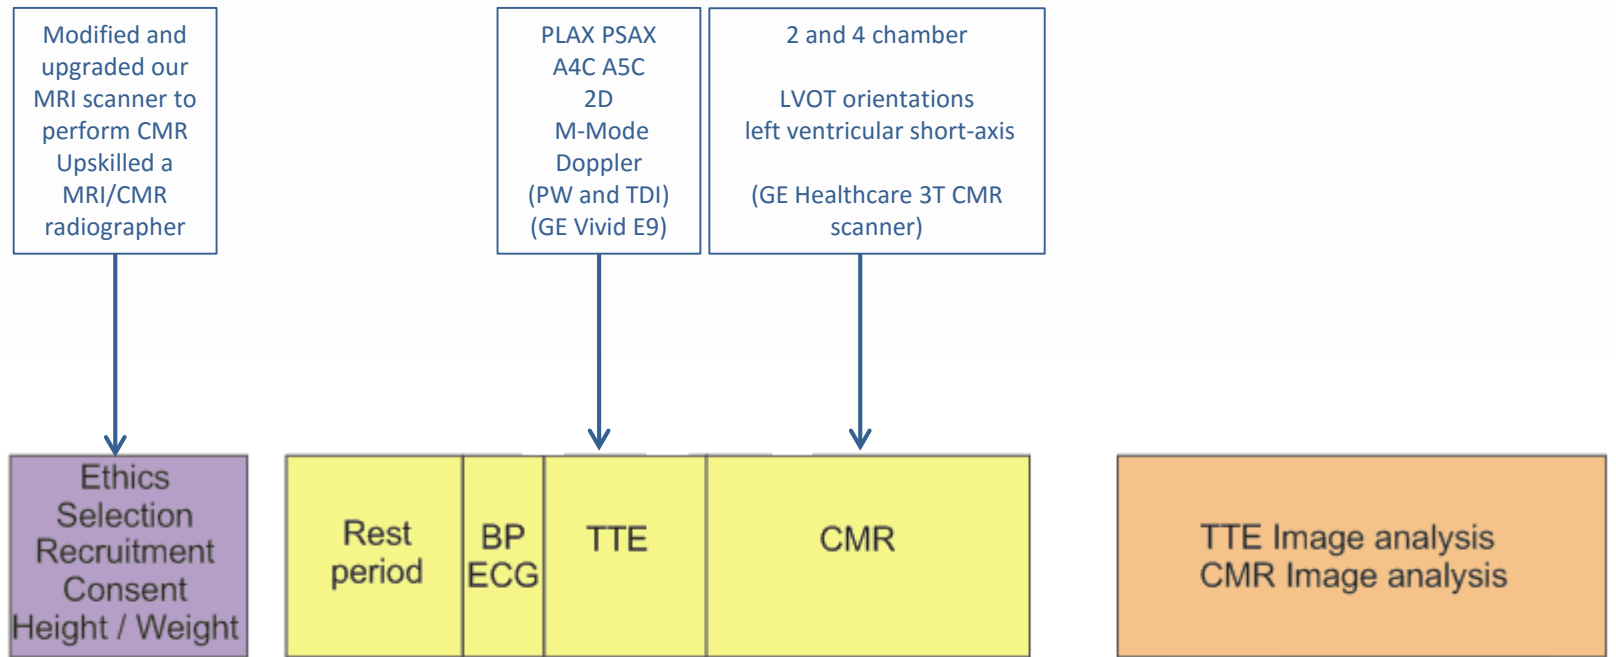 Modified and
upgraded our
MRI scanner to
perform CMR
Upskilled a
MRI/CMR
radiographer
PLAX PSAX
A4C A5C
2D
M-Mode
Doppler
(PW and TDI)
(GE Vivid E9)
2 and 4 chamber
LVOT orientations
left ventricular short-axis
(GE Healthcare 3T CMR
scanner)
Ethics
Selection
Recruitment
Consent
Height / Weight
Rest
period
BP
ECG
TTE
CMR
TTE Image analysis
CMR Image analysis